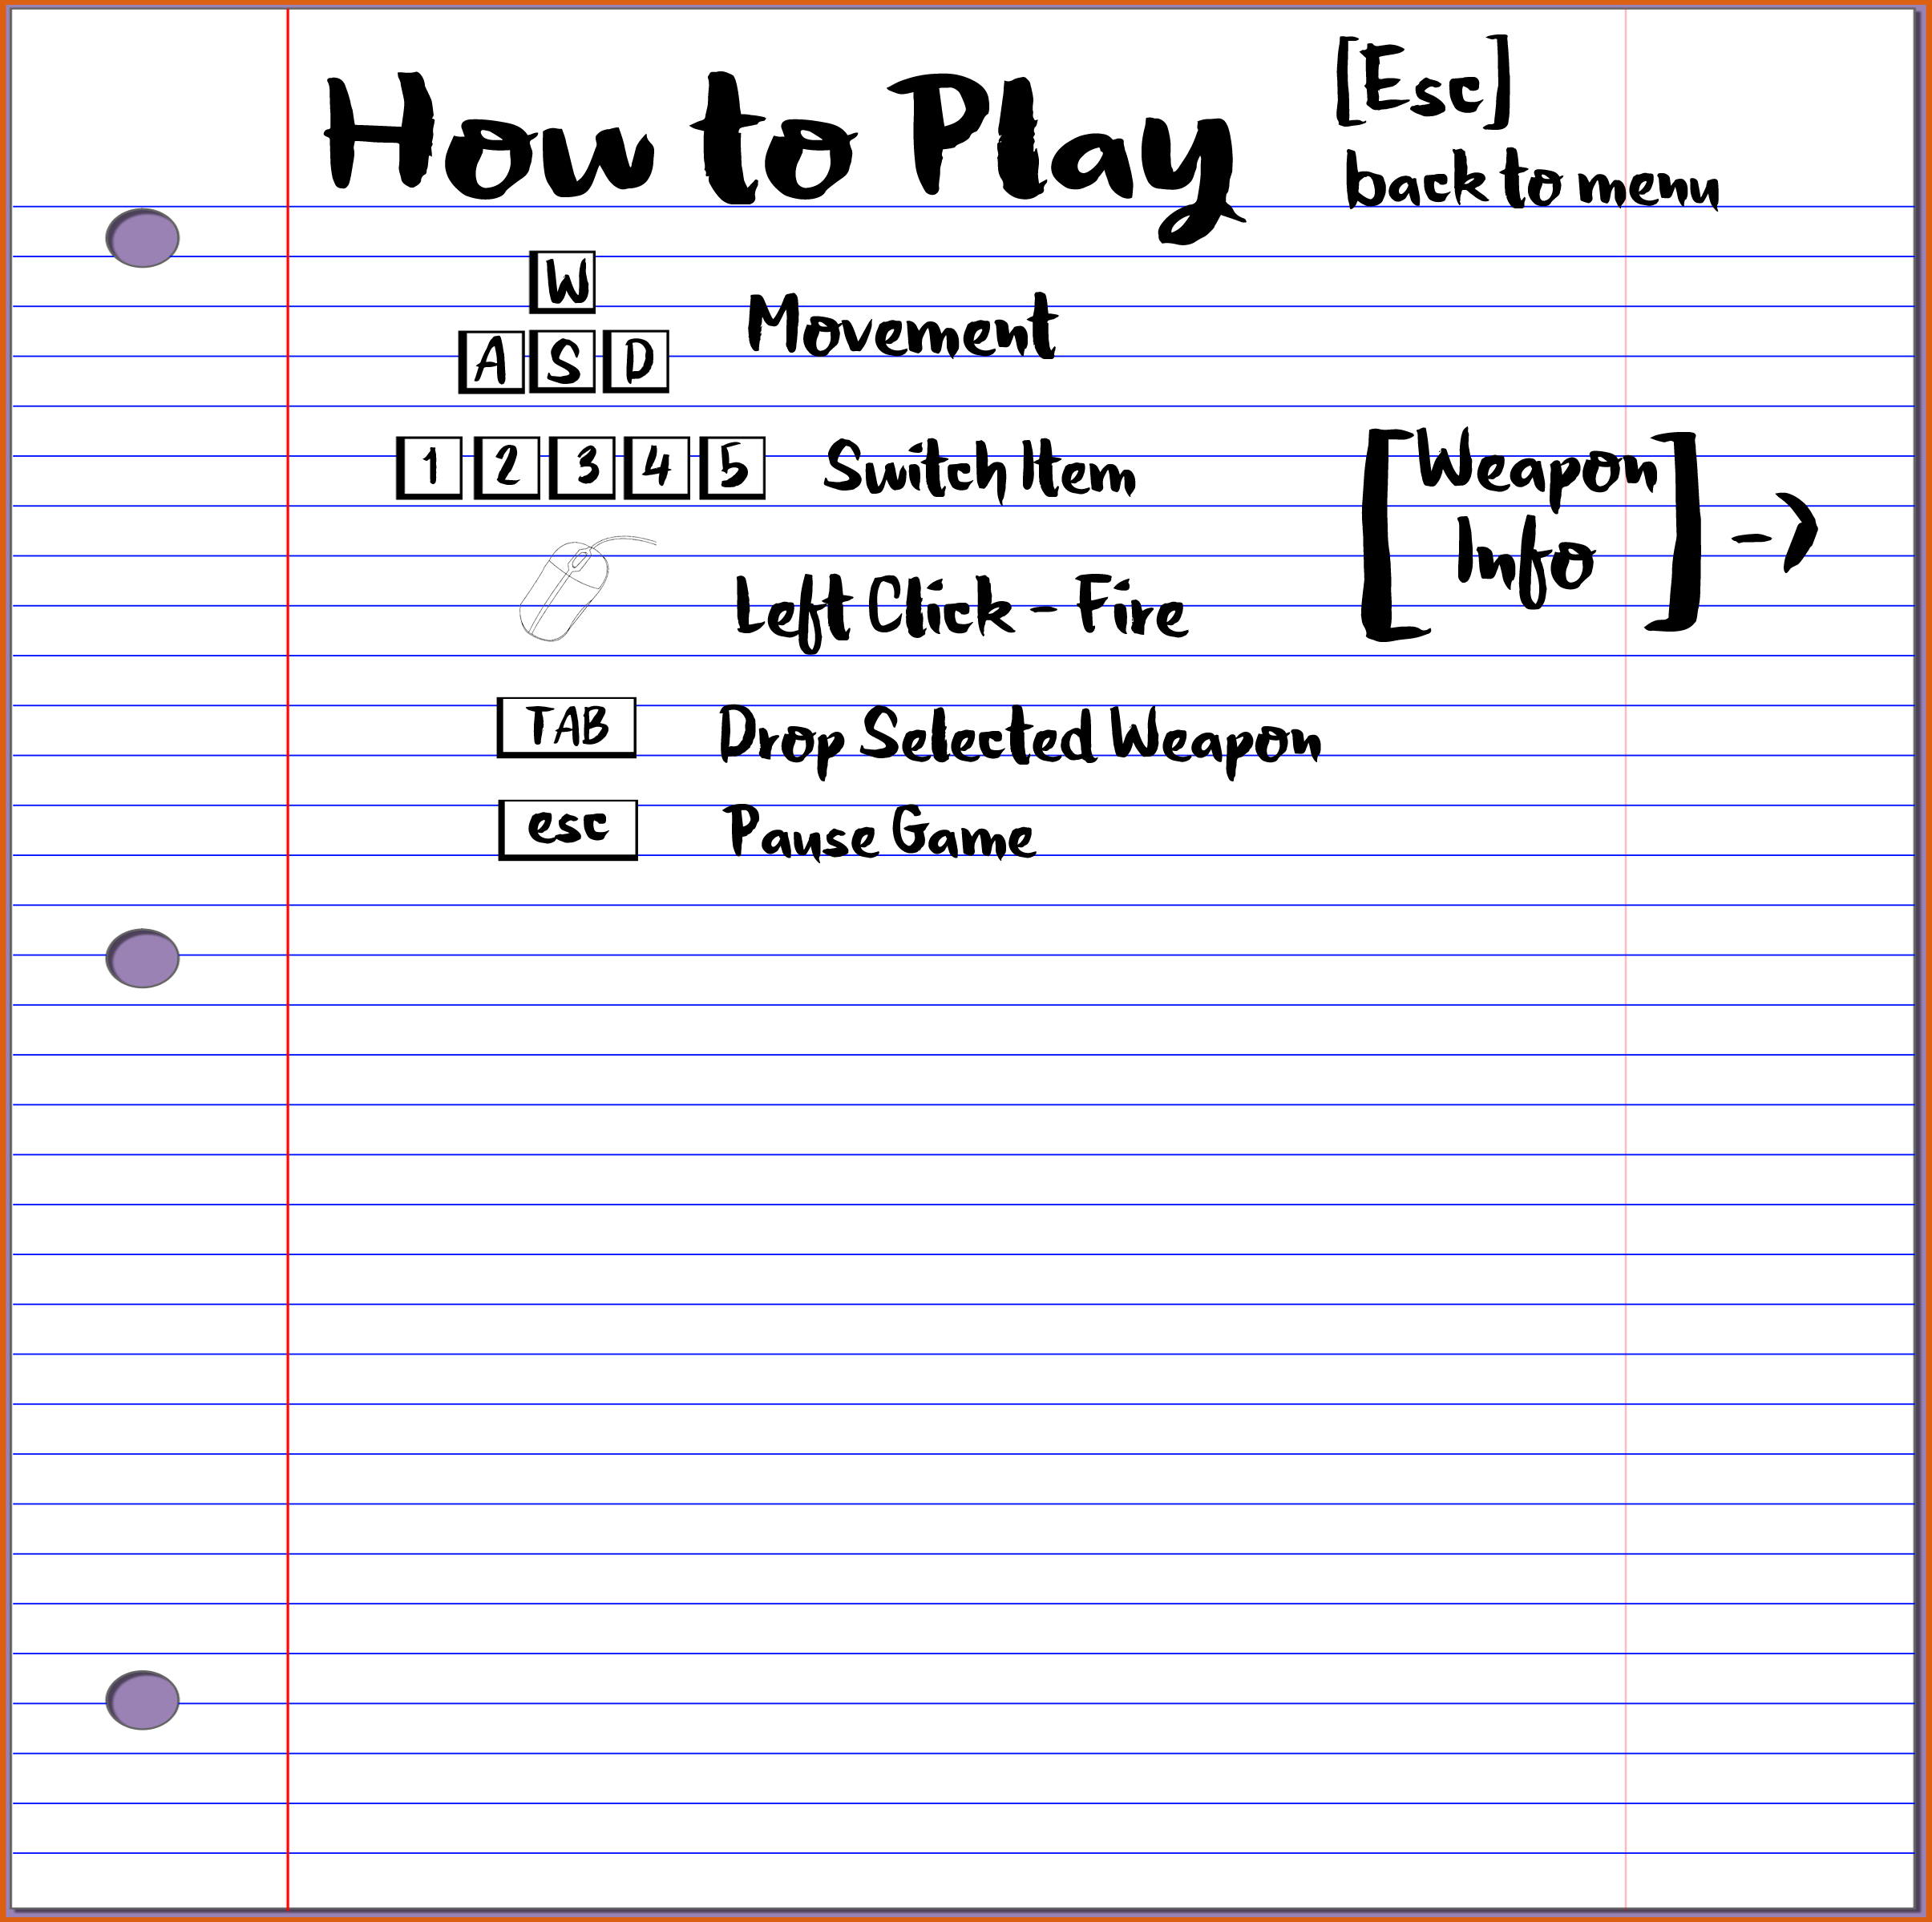 How to Play
[Esc]
back to menu
W
A S D
Movement
1 2 3 4 5 Switch Item
[Weapon
Info] ->
Left Click - Fire
TAB Drop Selected Weapon
esc Pause Game